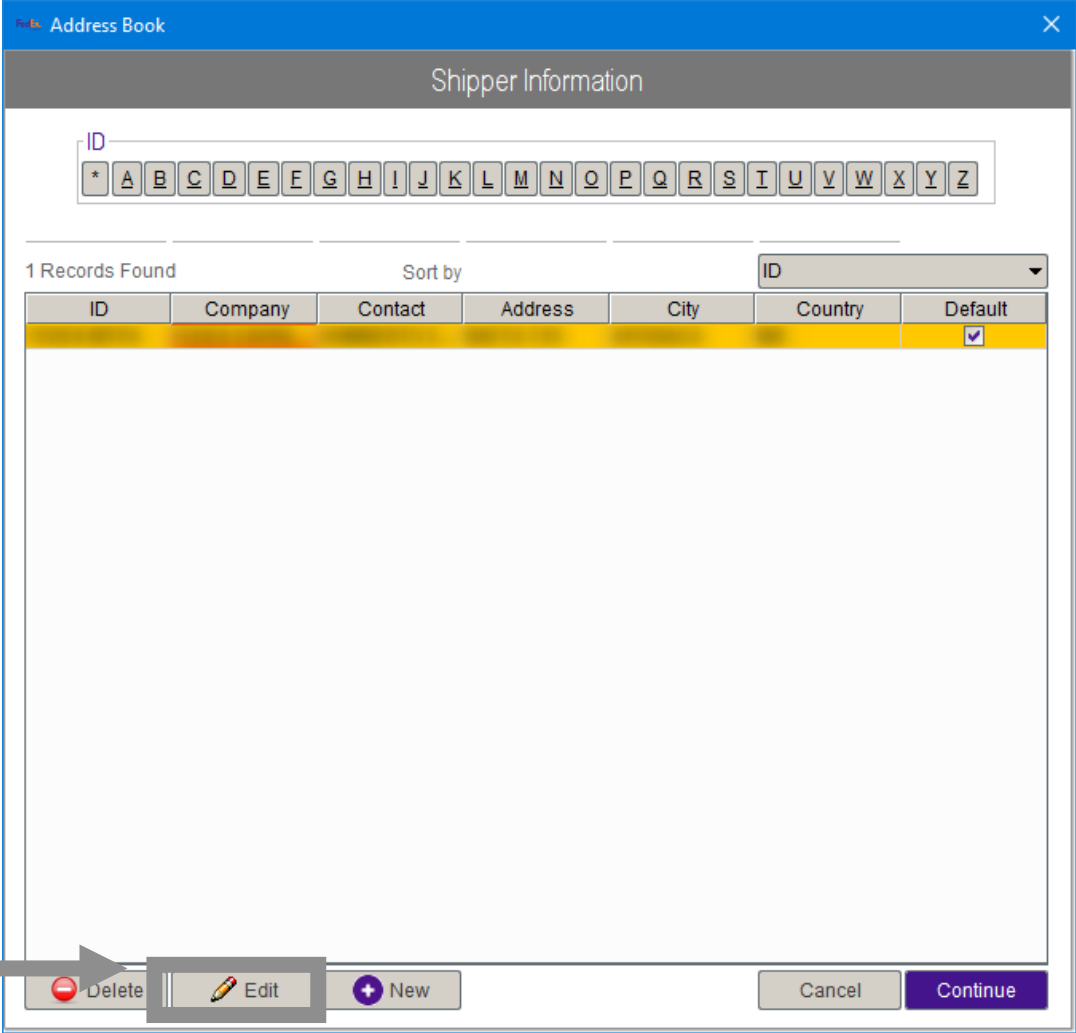 FedEx Address Book
Shipper Information
ID
* A B C D E F G H I J K L M N O P Q R S T U V W X Y Z
1 Records Found Sort by ID
ID Company Contact Address City Country Default
Delete Edit New Cancel Continue